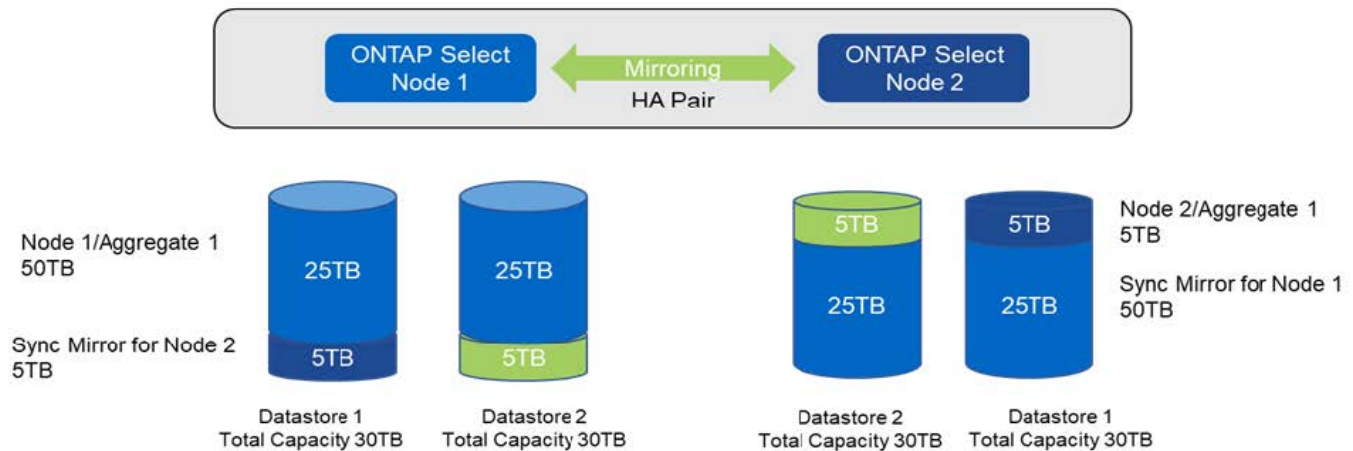 ONTAP Select
Node 1
Mirroring
HA Pair
ONTAP Select
Node 2
Node 1/Aggregate 1
50TB
25TB
25TB
Sync Mirror for Node 2
5TB
5TB
5TB
5TB
5TB
25TB
25TB
Node 2/Aggregate 1
5TB
Sync Mirror for Node 1
50TB
Datastore 1
Total Capacity 30TB
Datastore 2
Total Capacity 30TB
Datastore 2
Total Capacity 30TB
Datastore 1
Total Capacity 30TB